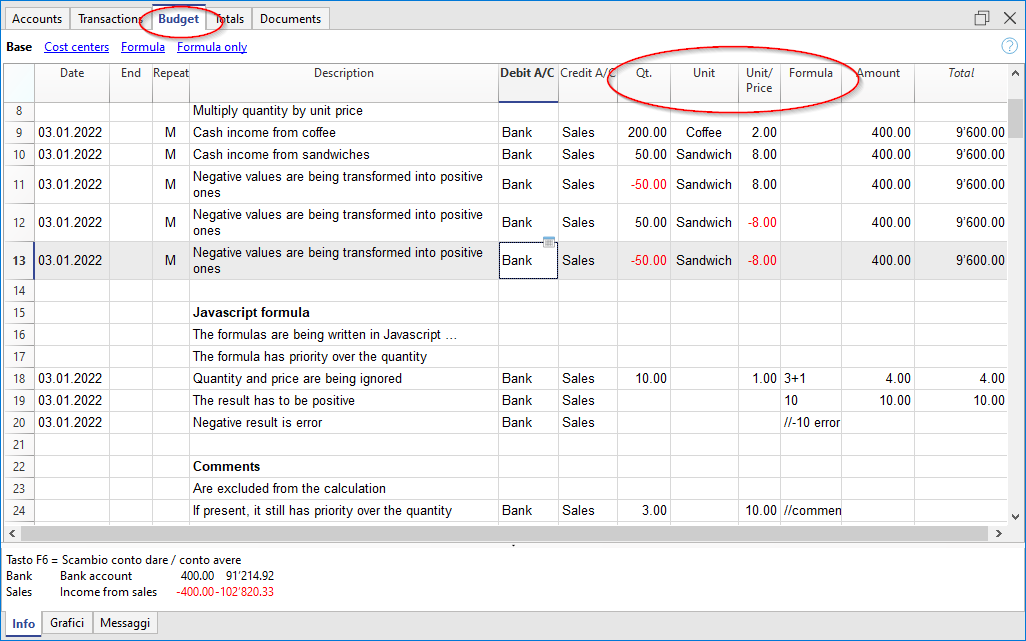 Accounts Transactions Budget Totals Documents
Base Cost centers Formula Formula only ?
Date End Repeat Description Debit A/C Credit A/C Qt. Unit Unit/ Price Formula Amount Total
8 Multiply quantity by unit price
9 03.01.2022 M Cash income from coffee Bank Sales 200.00 Coffee 2.00 400.00 9'600.00
10 03.01.2022 M Cash income from sandwiches Bank Sales 50.00 Sandwich 8.00 400.00 9'600.00
11 03.01.2022 M Negative values are being transformed into positive ones Bank Sales -50.00 Sandwich 8.00 400.00 9'600.00
12 03.01.2022 M Negative values are being transformed into positive ones Bank Sales 50.00 Sandwich -8.00 400.00 9'600.00
13 03.01.2022 M Negative values are being transformed into positive ones Bank Sales -50.00 Sandwich -8.00 400.00 9'600.00
14
15 Javascript formula
16 The formulas are being written in Javascript ...
17 The formula has priority over the quantity
18 03.01.2022 Quantity and price are being ignored Bank Sales 10.00 1.00 3+1 4.00 4.00
19 03.01.2022 The result has to be positive Bank Sales 10 10.00 10.00
20 03.01.2022 Negative result is error Bank Sales //-10 error
21
22 Comments
23 Are excluded from the calculation
24 If present, it still has priority over the quantity Bank Sales 3.00 10.00 //commen
Tasto F6 = Scambio conto dare / conto avere
Bank Bank account 400.00 91'214.92
Sales Income from sales -400.00 -102'820.33
Info Grafici Messaggi